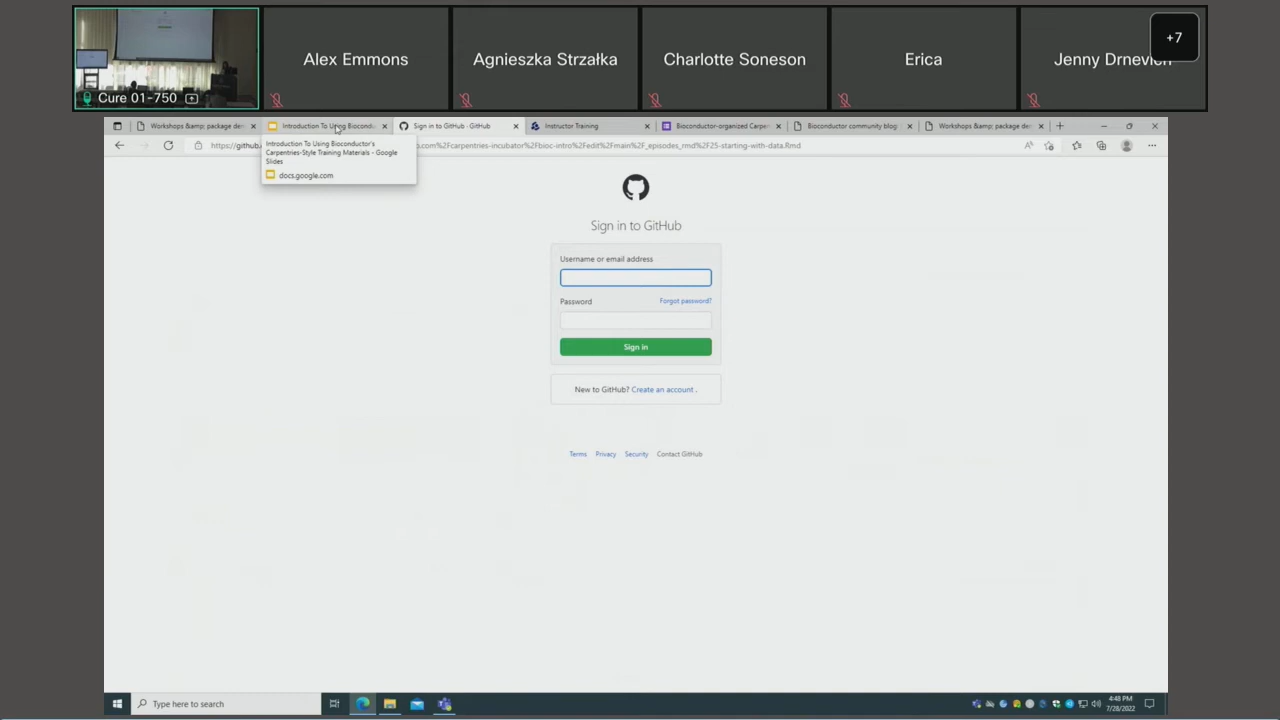 Cure 01-750
Alex Emmons
Agnieszka Strzałka
Charlotte Soneson
Erica
Jenny Drnevich
+7
Workshops &amp; package der
Introduction To Using Biocondu
Sign in to GitHub · GitHub
Instructor Training
Bioconductor-organized Carper
Bioconductor community blog
Workshops &amp; package der
https://github.
o.com%2Fcarpentries-incubator%2Fbioc-intro%2Fedit%2Fmain%2F_episodes_rmd%2F25-starting-with-data.Rmd
Introduction To Using Bioconductor's
Carpentries-Style Training Materials - Google
Slides
docs.google.com
Sign in to GitHub
Username or email address
Password
Forgot password?
Sign in
New to GitHub? Create an account .
Terms
Privacy
Security
Contact GitHub
Type here to search
4:48 PM
7/28/2022